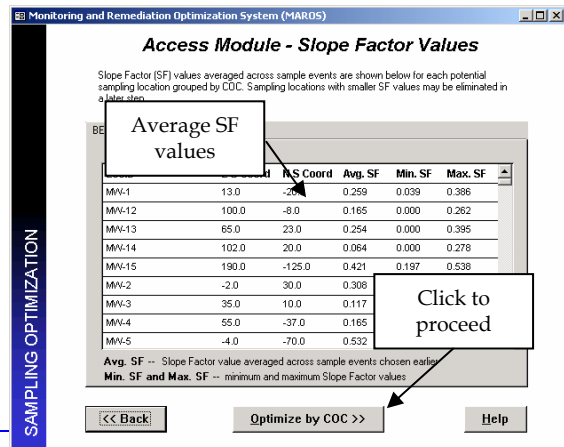 Monitoring and Remediation Optimization System (MAROS)
Access Module - Slope Factor Values
Slope Factor (SF) values averaged across sample events are shown below for each potential
sampling location grouped by COC. Sampling locations with smaller SF values may be eliminated in
a later step.
Average SF
values
N-S Coord Avg. SF Min. SF Max. SF
MW-1 13.0 0.259 0.039 0.386
MW-12 100.0 -8.0 0.165 0.000 0.262
MW-13 65.0 23.0 0.254 0.000 0.395
MW-14 102.0 20.0 0.064 0.000 0.278
MW-15 190.0 -125.0 0.421 0.197 0.538
MW-2 -2.0 30.0 0.308
MW-3 35.0 10.0 0.117
MW-4 55.0 -37.0 0.165
MW-5 -4.0 -70.0 0.532
Click to
proceed
Avg. SF -- Slope Factor value averaged across sample events chosen earlier
Min. SF and Max. SF -- minimum and maximum Slope Factor values
<< Back
Optimize by COC >>
Help
SAMPLING OPTIMIZATION